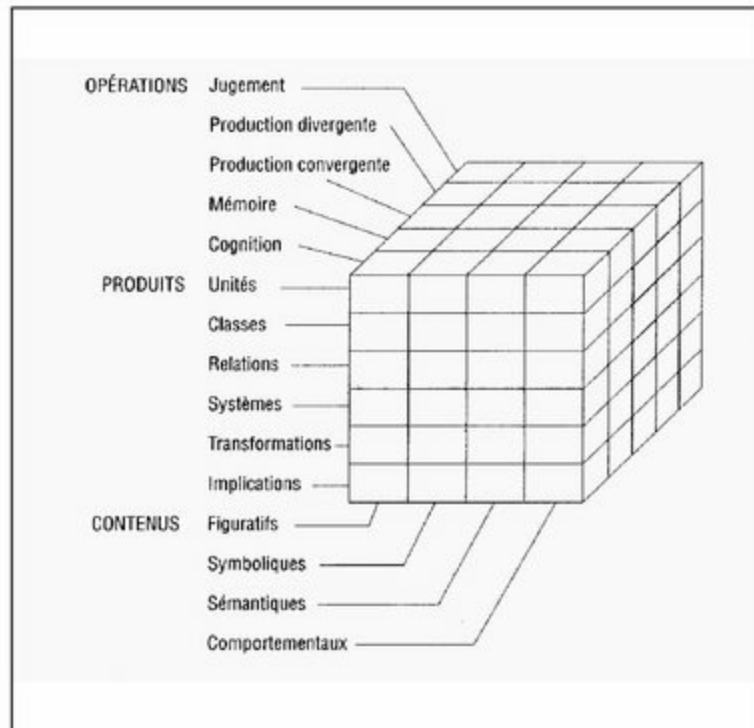 OPÉRATIONS Jugement
Production divergente
Production convergente
Mémoire
Cognition
PRODUITS Unités
Classes
Relations
Systèmes
Transformations
Implications
CONTENUS Figuratifs
Symboliques
Sémantiques
Comportementaux